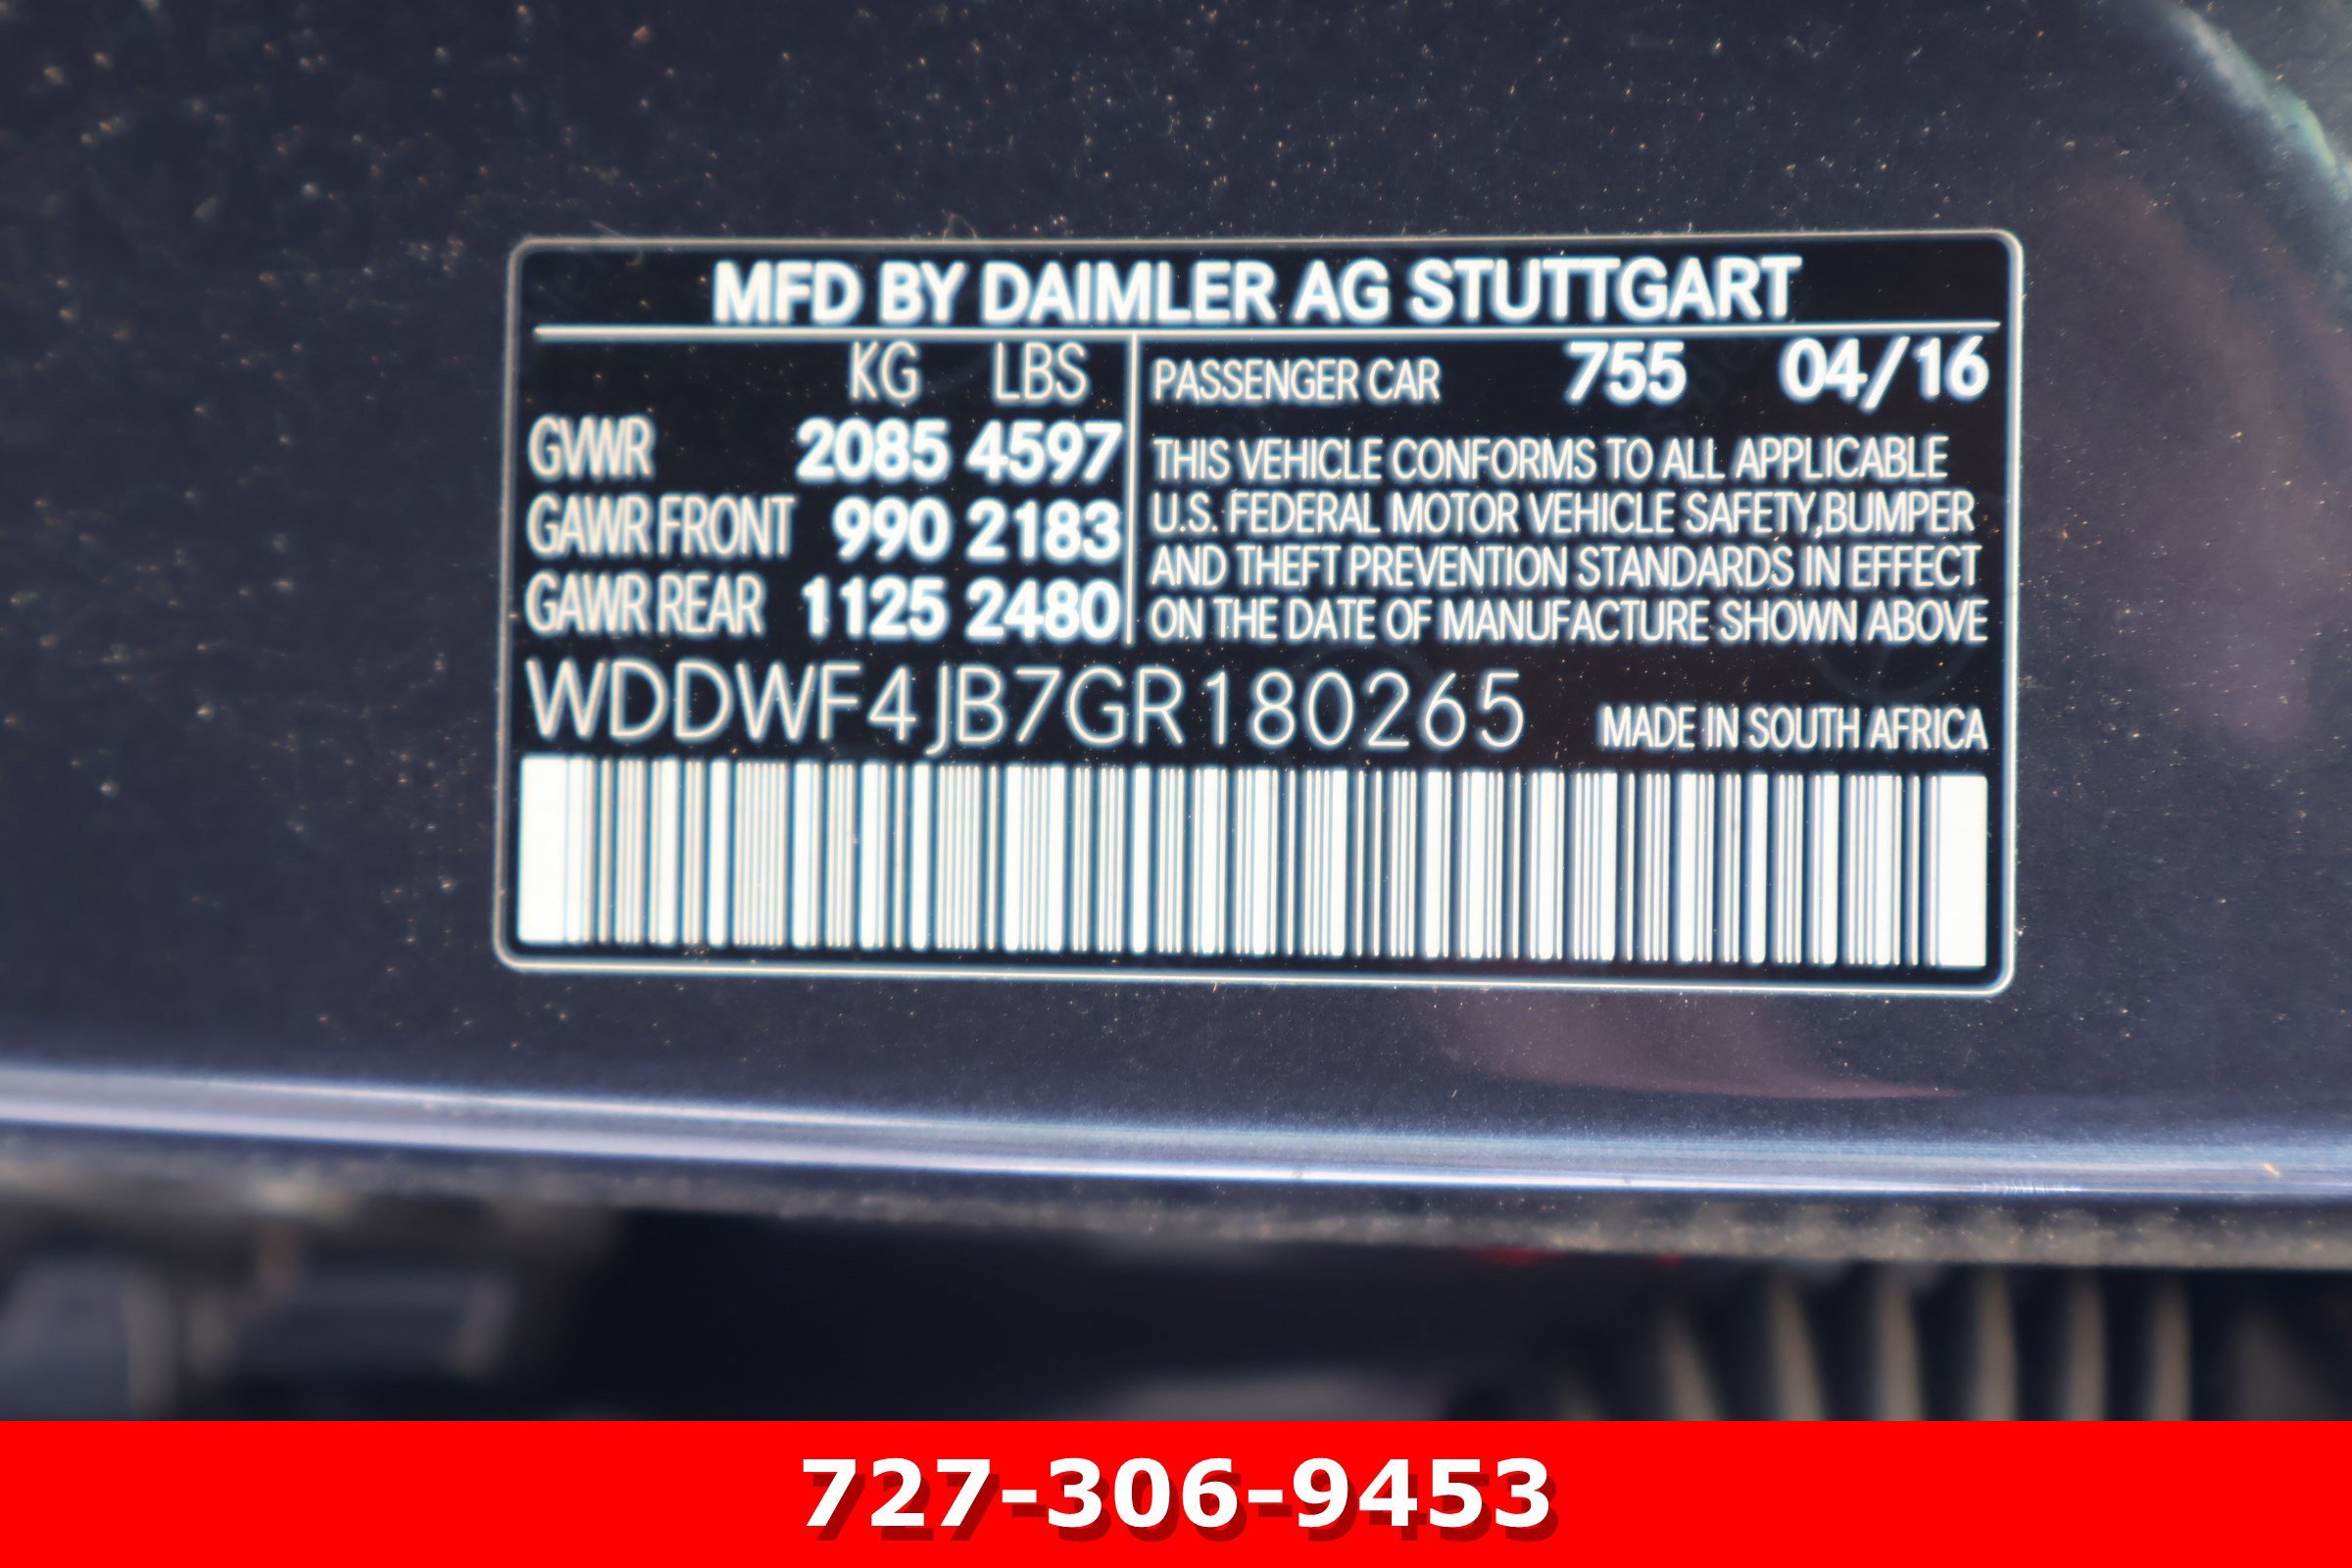 MFD BY DAIMLER AG STUTTGART
KG LBS
GVWR 2085 4597
GAWR FRONT 990 2183
GAWR REAR 1125 2480
PASSENGER CAR 755 04/16
THIS VEHICLE CONFORMS TO ALL APPLICABLE
U.S. FEDERAL MOTOR VEHICLE SAFETY,BUMPER
AND THEFT PREVENTION STANDARDS IN EFFECT
ON THE DATE OF MANUFACTURE SHOWN ABOVE
WDDWF4JB7GR180265
MADE IN SOUTH AFRICA
727-306-9453